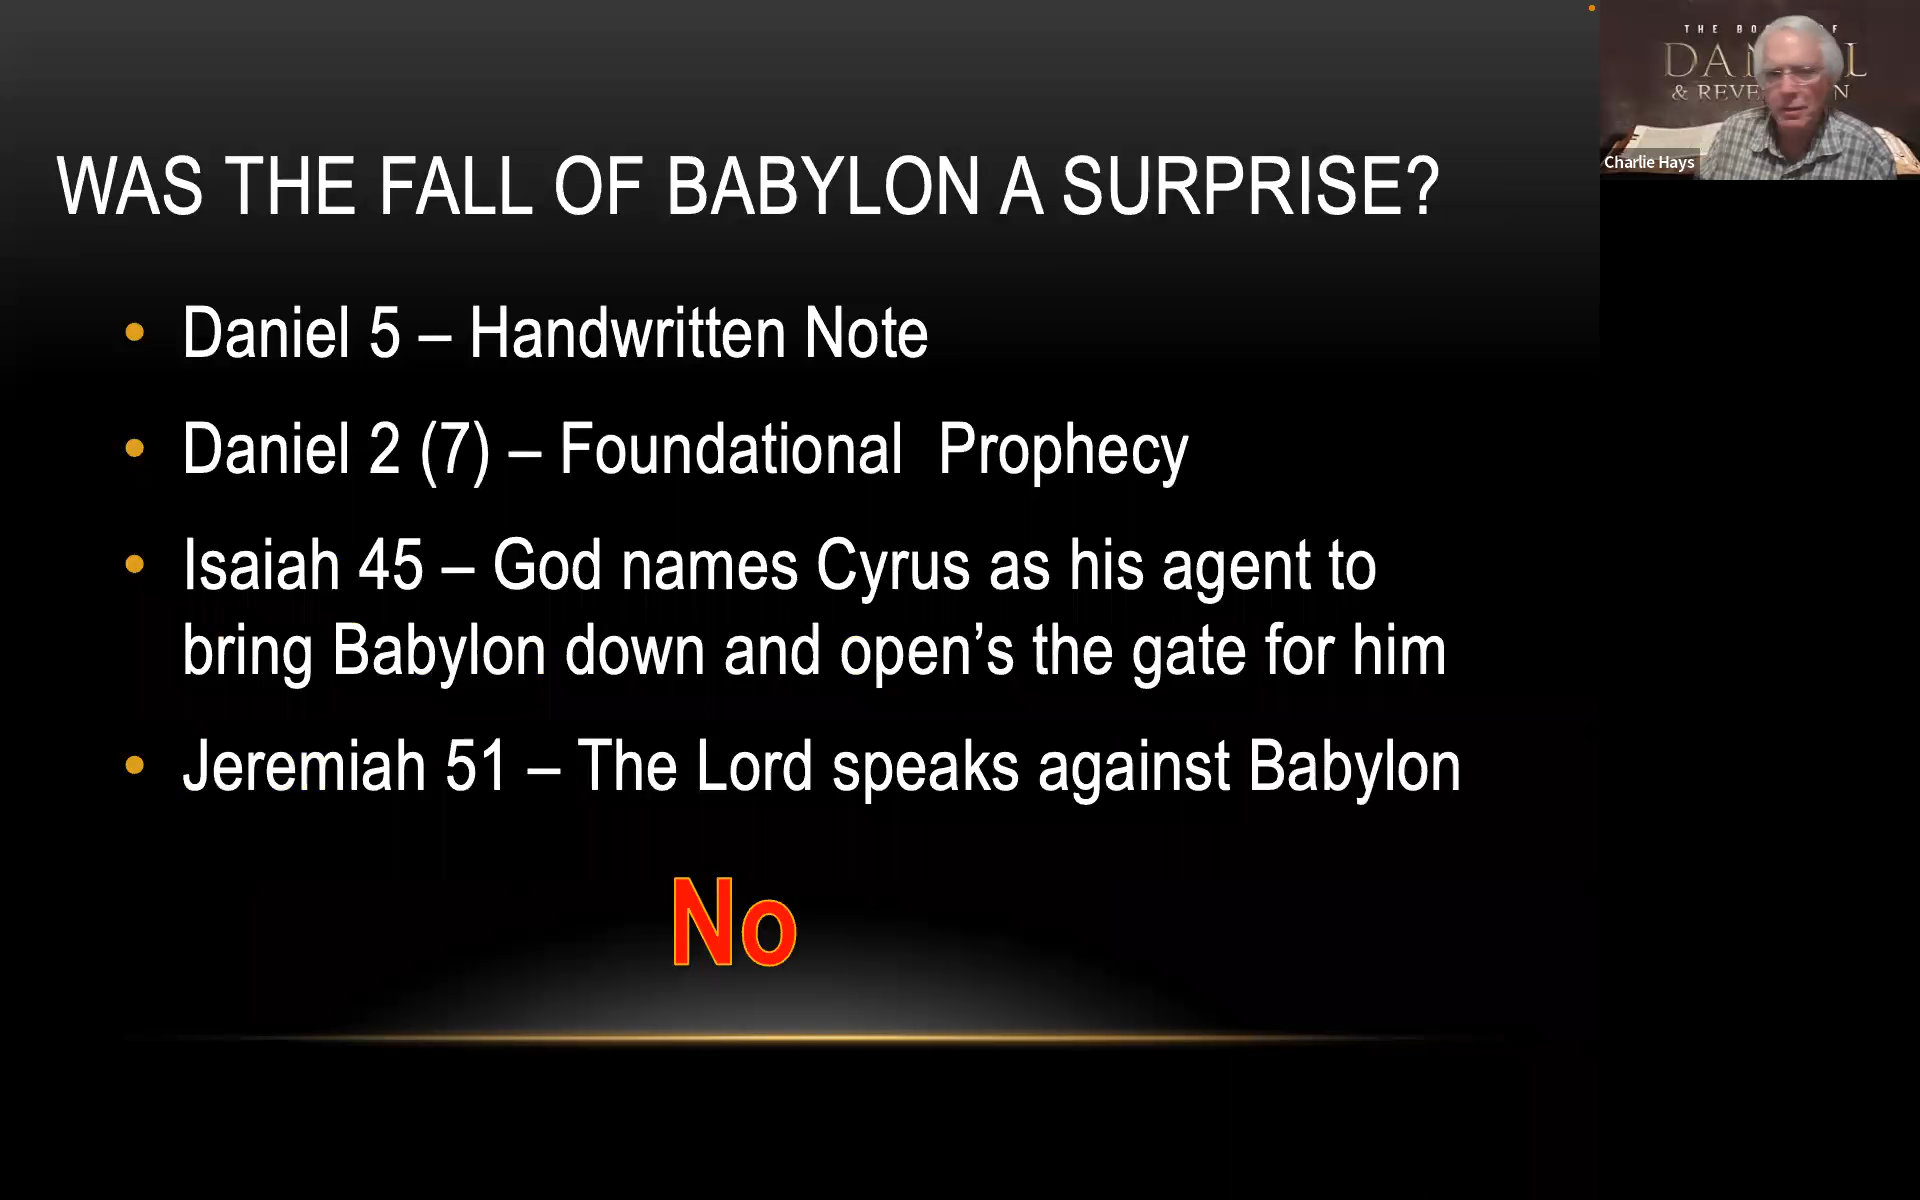 WAS THE FALL OF BABYLON A SURPRISE?
• Daniel 5 – Handwritten Note
• Daniel 2 (7) – Foundational  Prophecy
• Isaiah 45 – God names Cyrus as his agent to
bring Babylon down and open’s the gate for him
• Jeremiah 51 – The Lord speaks against Babylon
No
THE
DA
L
&
Charlie Hays